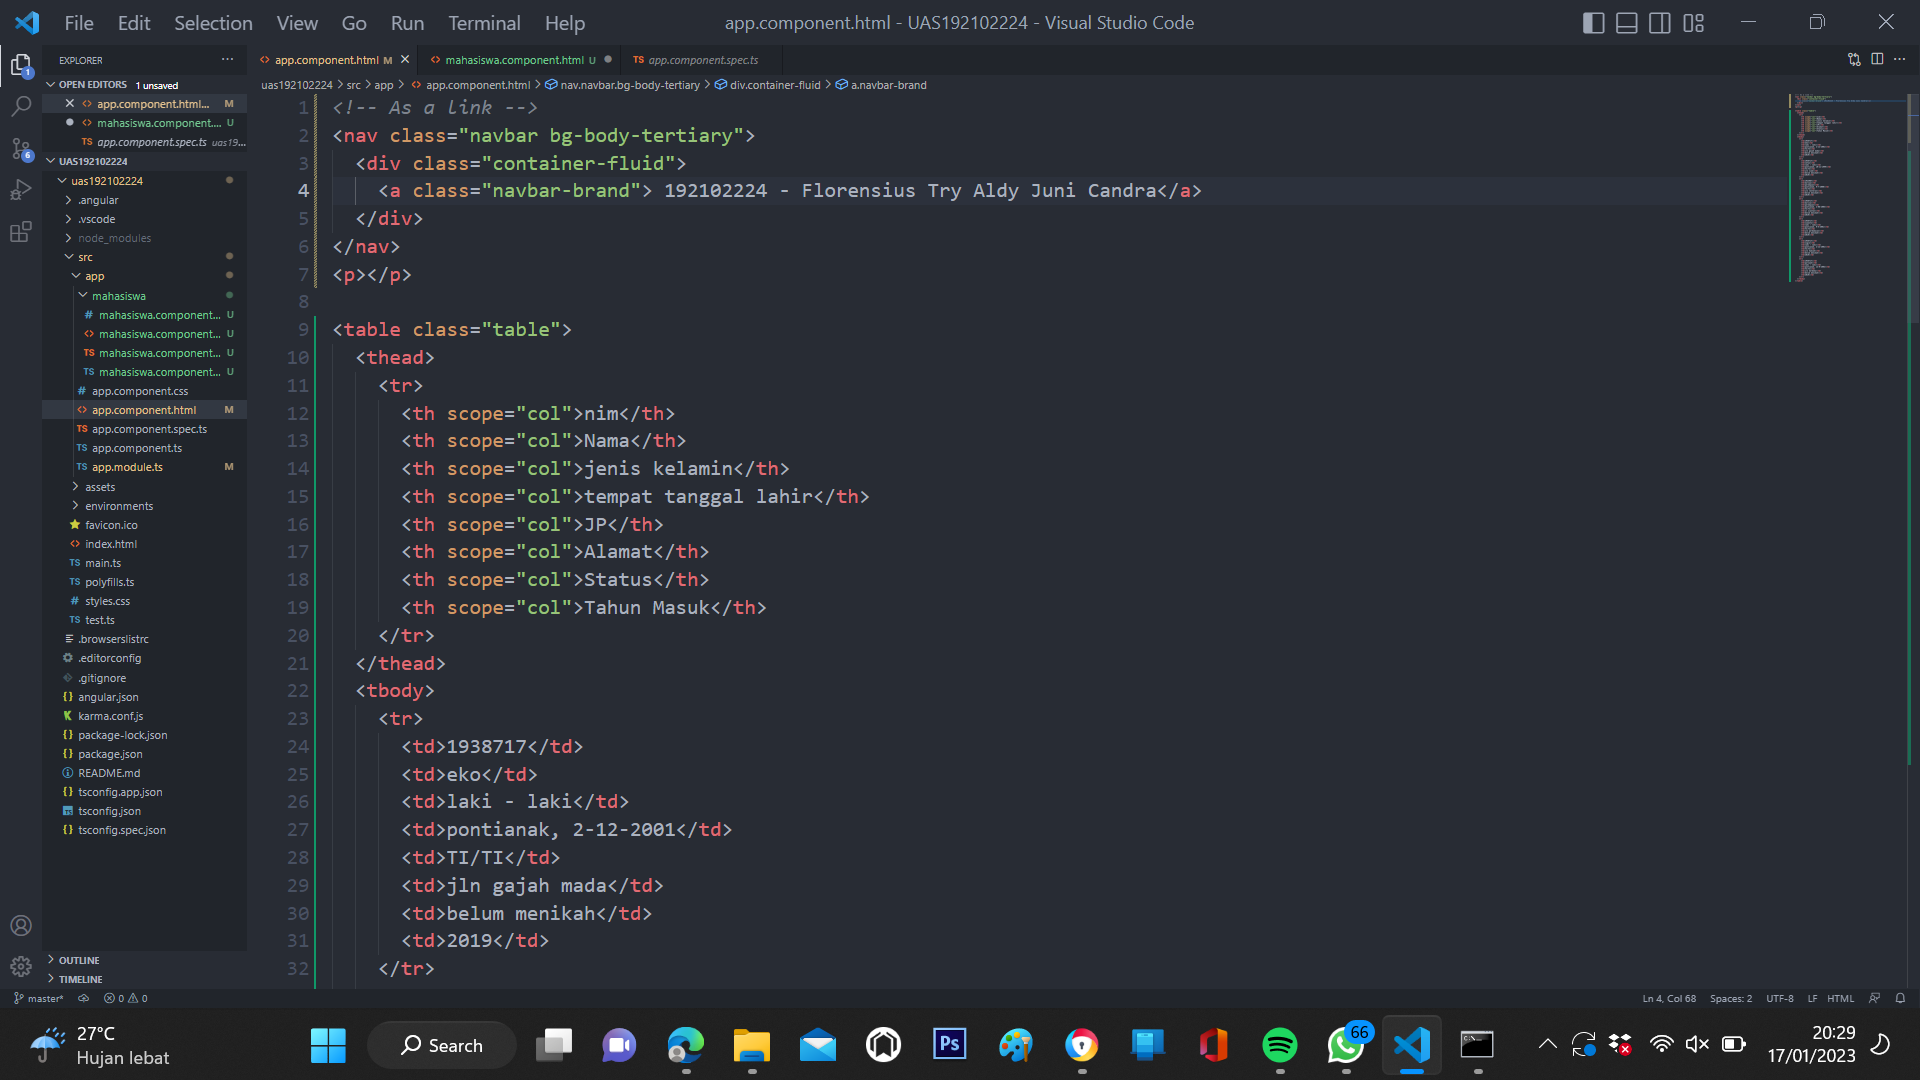 File Edit Selection View Go Run Terminal Help
app.component.html - UAS192102224 - Visual Studio Code
EXPLORER
OPEN EDITORS 1 unsaved
app.component.html... M
mahasiswa.component.... U
app.component.spec.ts uas19...
UAS192102224
uas192102224
.angular
.vscode
node_modules
src
app
mahasiswa
# mahasiswa.component... U
<> mahasiswa.component... U
TS mahasiswa.component... U
TS mahasiswa.component... U
# app.component.css
<> app.component.html M
TS app.component.spec.ts
TS app.component.ts
TS app.module.ts M
assets
environments
favicon.ico
<> index.html
TS main.ts
TS polyfills.ts
# styles.css
TS test.ts
.browserslistrc
.editorconfig
.gitignore
{} angular.json
karma.conf.js
{} package-lock.json
{} package.json
README.md
{} tsconfig.app.json
tsconfig.json
{} tsconfig.spec.json
OUTLINE
TIMELINE
<> app.component.html M
<> mahasiswa.component.html U
TS app.component.spec.ts
uas192102224 > src > app > <> app.component.html > nav.navbar.bg-body-tertiary > div.container-fluid > a.navbar-brand
1 <!-- As a link -->
2 <nav class="navbar bg-body-tertiary">
3 <div class="container-fluid">
4 <a class="navbar-brand"> 192102224 - Florensius Try Aldy Juni Candra</a>
5 </div>
6 </nav>
7 <p></p>
8
9 <table class="table">
10 <thead>
11 <tr>
12 <th scope="col">nim</th>
13 <th scope="col">Nama</th>
14 <th scope="col">jenis kelamin</th>
15 <th scope="col">tempat tanggal lahir</th>
16 <th scope="col">JP</th>
17 <th scope="col">Alamat</th>
18 <th scope="col">Status</th>
19 <th scope="col">Tahun Masuk</th>
20 </tr>
21 </thead>
22 <tbody>
23 <tr>
24 <td>1938717</td>
25 <td>eko</td>
26 <td>laki - laki</td>
27 <td>pontianak, 2-12-2001</td>
28 <td>TI/TI</td>
29 <td>jln gajah mada</td>
30 <td>belum menikah</td>
31 <td>2019</td>
32 </tr>
master* 0 0
Ln 4, Col 68 Spaces: 2 UTF-8 LF HTML
27°C
Hujan lebat
Search
Ps
66
20:29
17/01/2023